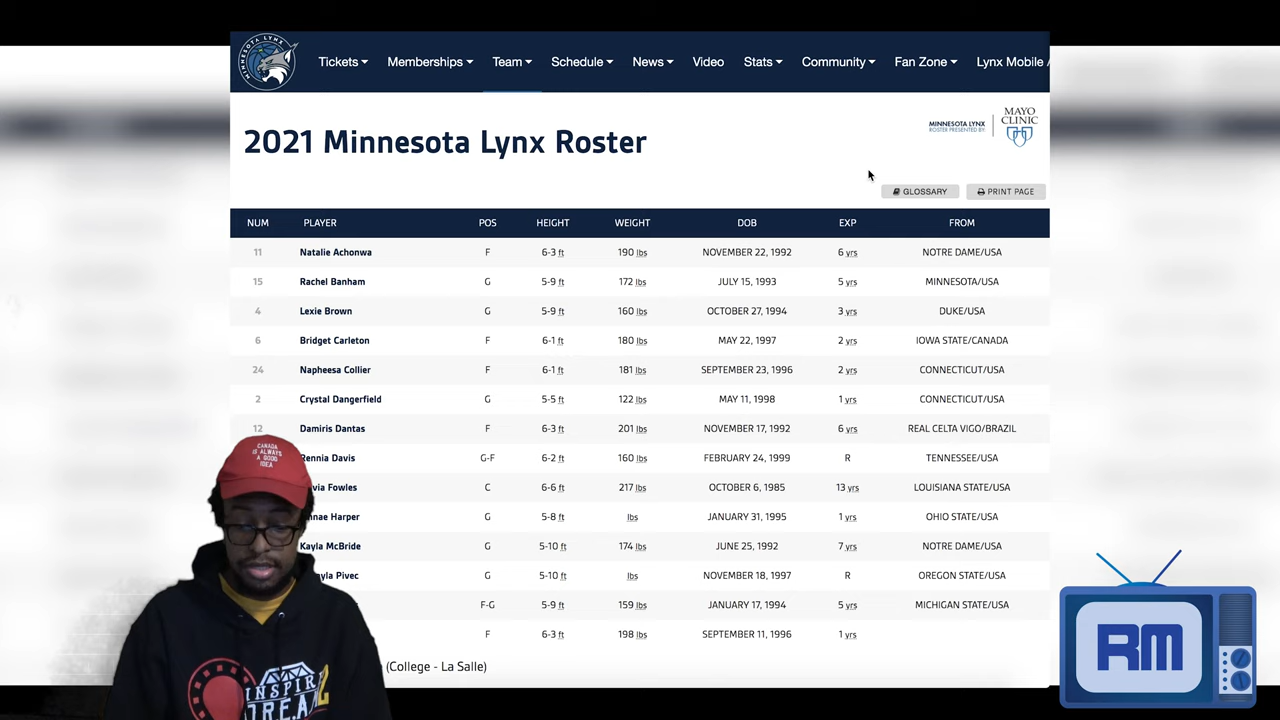 MINNESOTA LYNX
Tickets Memberships Team Schedule News Video Stats Community Fan Zone Lynx Mobile
2021 Minnesota Lynx Roster
MINNESOTA LYNX
ROSTER PRESENTED BY
MAYO
CLINIC
GLOSSARY PRINT PAGE
NUM PLAYER POS HEIGHT WEIGHT DOB EXP FROM
11 Natalie Achonwa F 6-3 ft 190 lbs NOVEMBER 22, 1992 6 yrs NOTRE DAME/USA
15 Rachel Banham G 5-9 ft 172 lbs JULY 15, 1993 5 yrs MINNESOTA/USA
4 Lexie Brown G 5-9 ft 160 lbs OCTOBER 27, 1994 3 yrs DUKE/USA
6 Bridget Carleton F 6-1 ft 180 lbs MAY 22, 1997 2 yrs IOWA STATE/CANADA
24 Napheesa Collier F 6-1 ft 181 lbs SEPTEMBER 23, 1996 2 yrs CONNECTICUT/USA
2 Crystal Dangerfield G 5-5 ft 122 lbs MAY 11, 1998 1 yrs CONNECTICUT/USA
12 Damiris Dantas F 6-3 ft 201 lbs NOVEMBER 17, 1992 6 yrs REAL CELTA VIGO/BRAZIL
Rennia Davis G-F 6-2 ft 160 lbs FEBRUARY 24, 1999 R TENNESSEE/USA
Fowles C 6-6 ft 217 lbs OCTOBER 6, 1985 13 yrs LOUISIANA STATE/USA
Harper G 5-8 ft lbs JANUARY 31, 1995 1 yrs OHIO STATE/USA
Kayla McBride G 5-10 ft 174 lbs JUNE 25, 1992 7 yrs NOTRE DAME/USA
Pivec G 5-10 ft lbs NOVEMBER 18, 1997 R OREGON STATE/USA
F-G 5-9 ft 159 lbs JANUARY 17, 1994 5 yrs MICHIGAN STATE/USA
F 6-3 ft 198 lbs SEPTEMBER 11, 1996 1 yrs
(College - La Salle)
CANADA
IS ALWAYS
A GOOD
IDEA
INSPIRE
RM